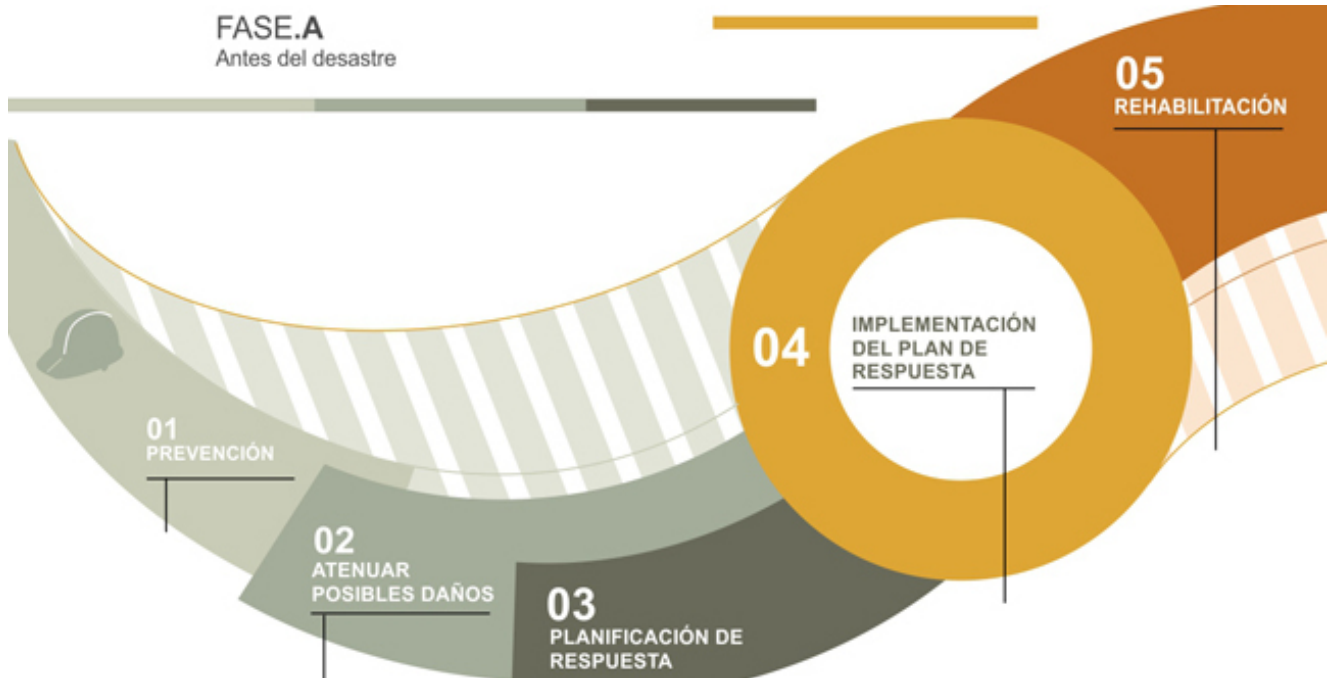 FASE.A
Antes del desastre
01
PREVENCIÓN
02
ATENUAR
POSIBLES DAÑOS
03
PLANIFICACIÓN DE
RESPUESTA
04
IMPLEMENTACIÓN
DEL PLAN DE
RESPUESTA
05
REHABILITACIÓN